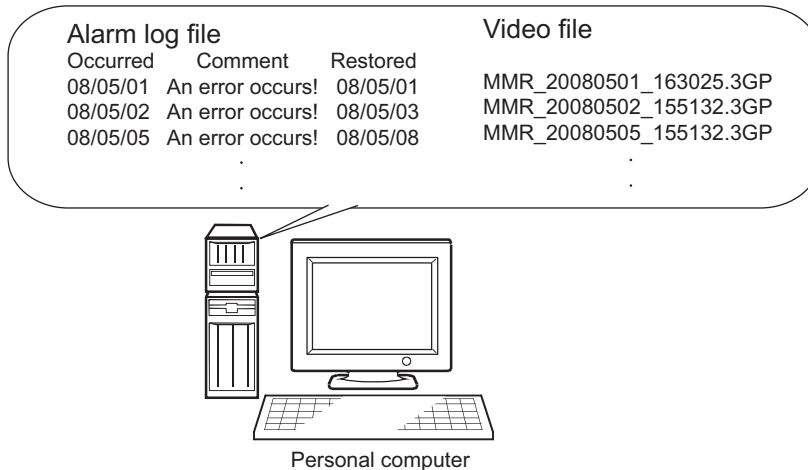 Alarm log file
Occurred Comment Restored
08/05/01 An error occurs! 08/05/01
08/05/02 An error occurs! 08/05/03
08/05/05 An error occurs! 08/05/08
.
.
Video file
MMR_20080501_163025.3GP
MMR_20080502_155132.3GP
MMR_20080505_155132.3GP
.
.
Personal computer